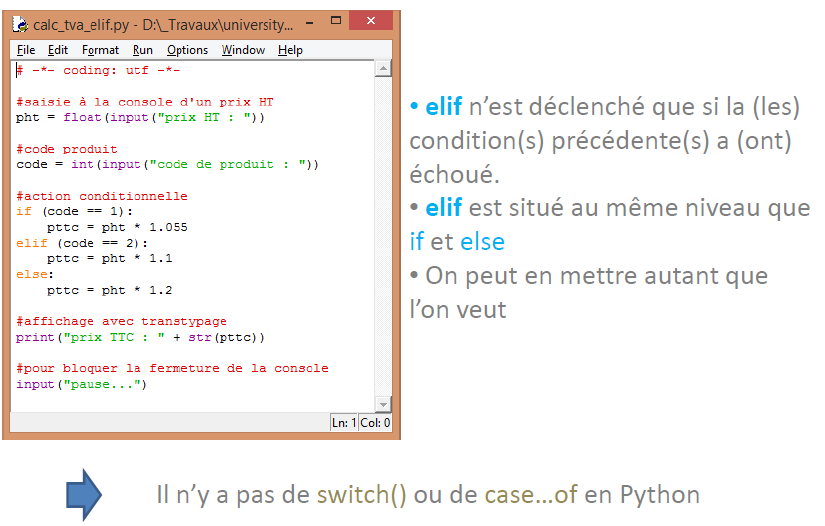 calc_tva_elif.py - D:\_Travaux\university...
File Edit Format Run Options Window Help
# -*- coding: utf -*-
#saisie à la console d'un prix HT
pht = float(input("prix HT : "))
#code produit
code = int(input("code de produit : "))
#action conditionnelle
if (code == 1):
    pttc = pht * 1.055
elif (code == 2):
    pttc = pht * 1.1
else:
    pttc = pht * 1.2
#affichage avec transtypage
print("prix TTC : " + str(pttc))
#pour bloquer la fermeture de la console
input("pause...")
Ln: 1 Col: 0
• elif n’est déclenché que si la (les)
condition(s) précédente(s) a (ont)
échoué.
• elif est situé au même niveau que
if et else
• On peut en mettre autant que
l’on veut
Il n’y a pas de switch() ou de case…of en Python